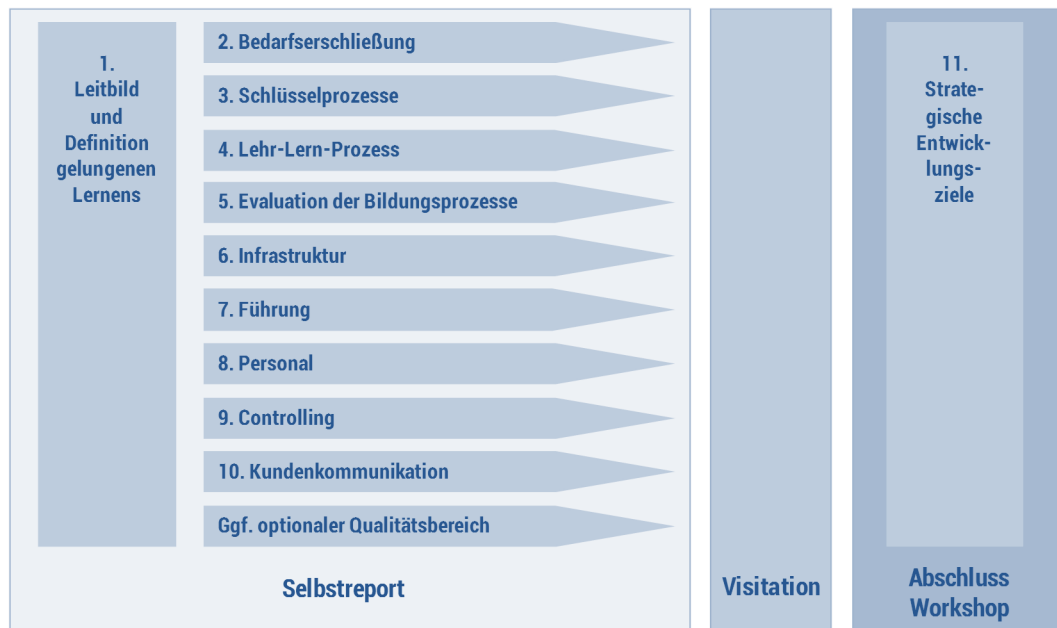 1.
Leitbild
und
Definition
gelungenen
Lernens
2. Bedarfserschließung
3. Schlüsselprozesse
4. Lehr-Lern-Prozess
5. Evaluation der Bildungsprozesse
6. Infrastruktur
7. Führung
8. Personal
9. Controlling
10. Kundenkommunikation
Ggf. optionaler Qualitätsbereich
Selbstreport
Visitation
11.
Strate-
gische
Entwick-
lungs-
ziele
Abschluss
Workshop